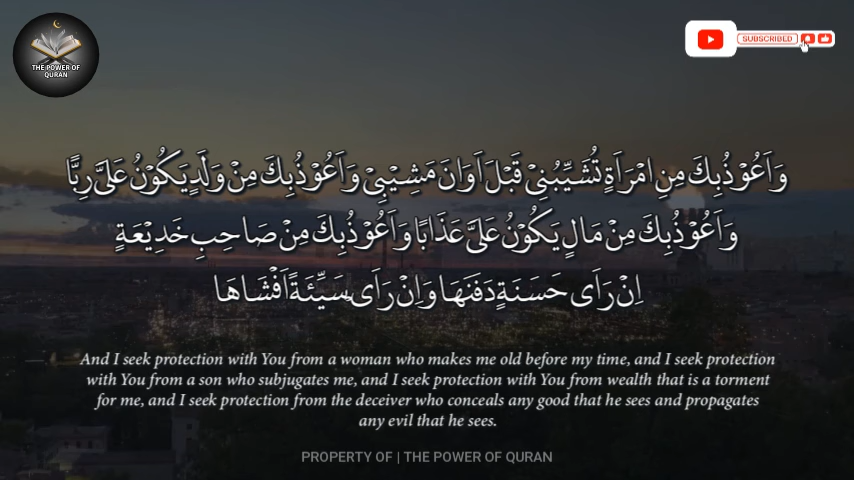 THE POWER OF
QURAN
SUBSCRIBED
وَاَعُوْذُبِكَ مِنِ امْرَاَةٍ تُشَيِّبُنِيْ قَبْلَ اَوَانَ مَشِيْبِيْ وَاَعُوْذُبِكَ مِنْ وَلَدٍ يَكُوْنُ عَلَيَّ رِبًّا
وَاَعُوْذُبِكَ مِنْ مَالٍ يَكُوْنُ عَلَيَّ عَذَابًا وَاَعُوْذُبِكَ مِنْ صَاحِبِ خَدِيْعَةٍ
اِنْ رَاَى حَسَنَةٍ دَفَنَهَا وَاِنْ رَاَى سَيِّئَةً اَفْشَاهَا
And I seek protection with You from a woman who makes me old before my time, and I seek protection
with You from a son who subjugates me, and I seek protection with You from wealth that is a torment
for me, and I seek protection from the deceiver who conceals any good that he sees and propagates
any evil that he sees.
PROPERTY OF | THE POWER OF QURAN